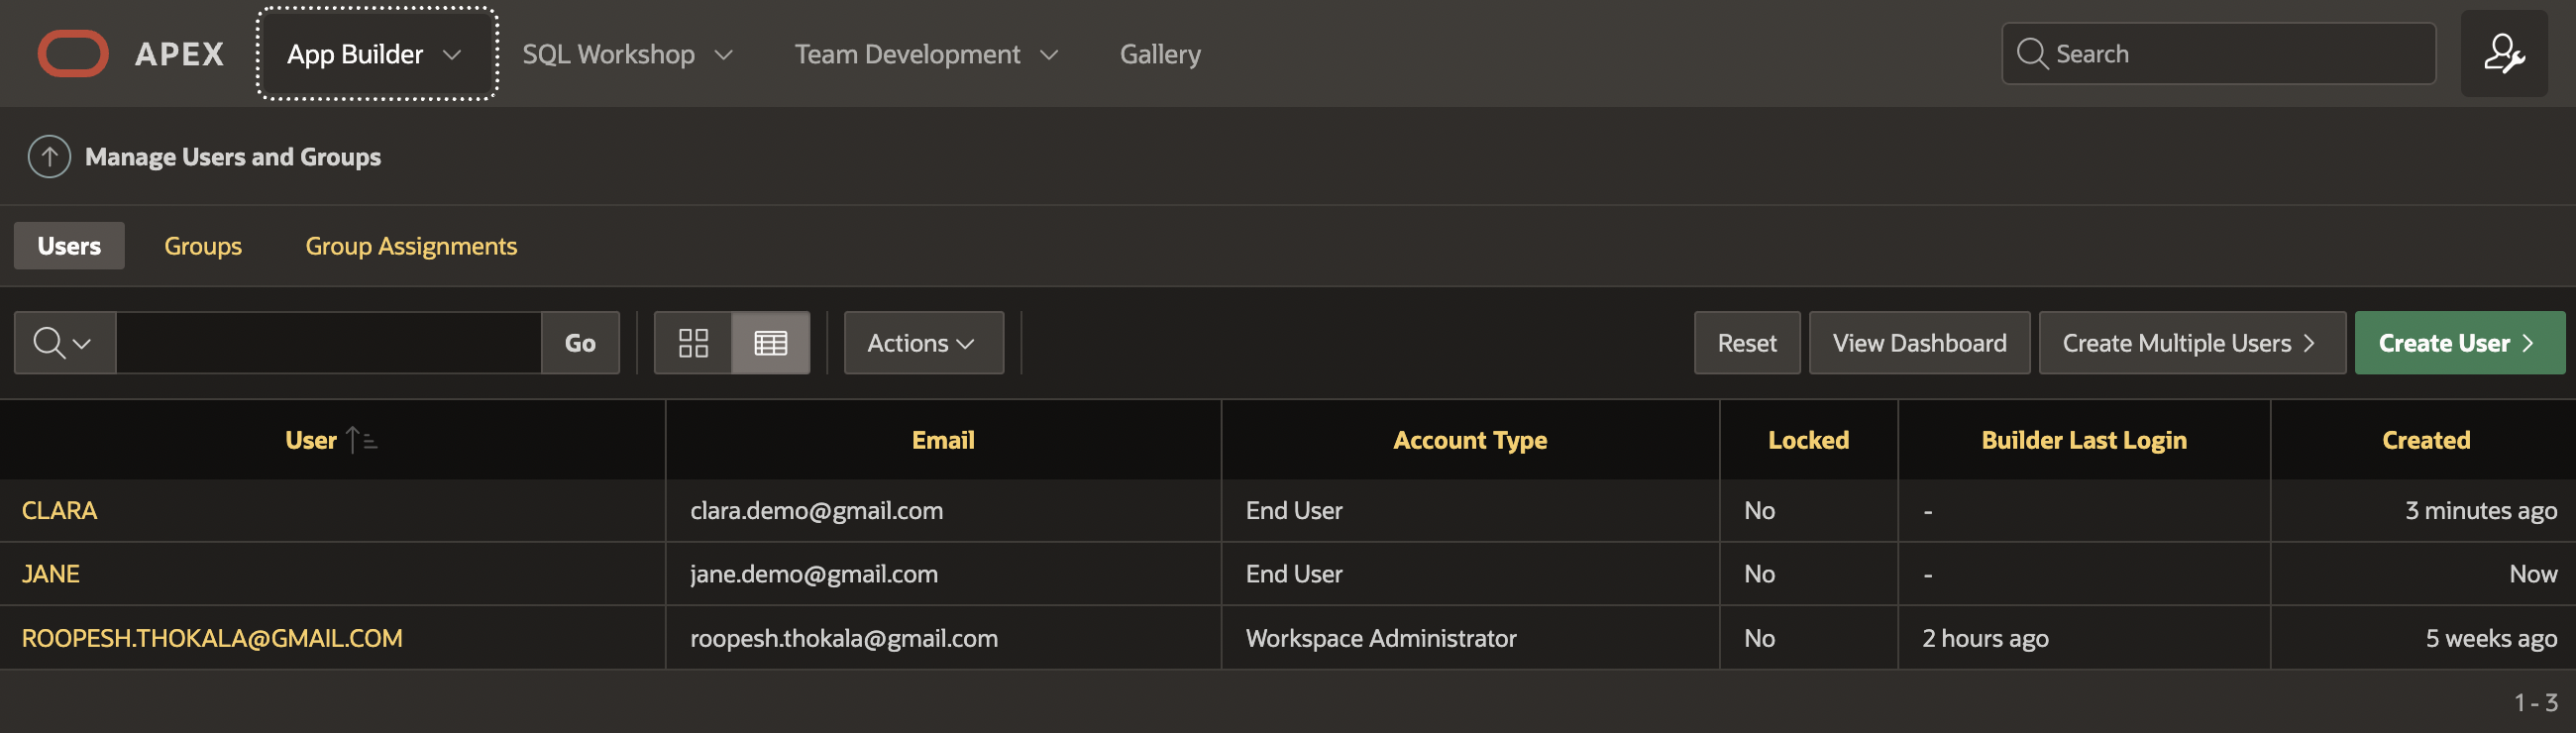 APEX App Builder SQL Workshop Team Development Gallery Search
Manage Users and Groups
Users Groups Group Assignments
Go Actions Reset View Dashboard Create Multiple Users Create User
User Email Account Type Locked Builder Last Login Created
CLARA clara.demo@gmail.com End User No - 3 minutes ago
JANE jane.demo@gmail.com End User No - Now
ROOPESH.THOKALA@GMAIL.COM roopesh.thokala@gmail.com Workspace Administrator No 2 hours ago 5 weeks ago
1 - 3